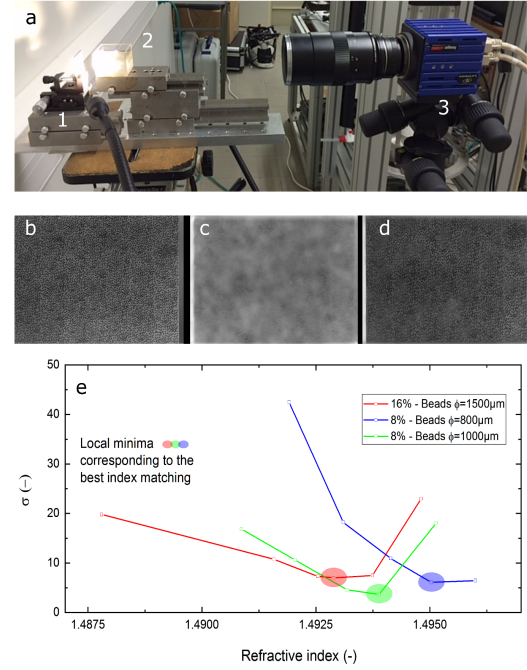 a
2
1
3
b
c
d
50
40
30
20
10
0
σ (–)
e
16% - Beads ϕ=1500µm
8% - Beads ϕ=800µm
8% - Beads ϕ=1000µm
Local minima
corresponding to the
best index matching
1.4875
1.4900
1.4925
1.4950
Refractive index (-)